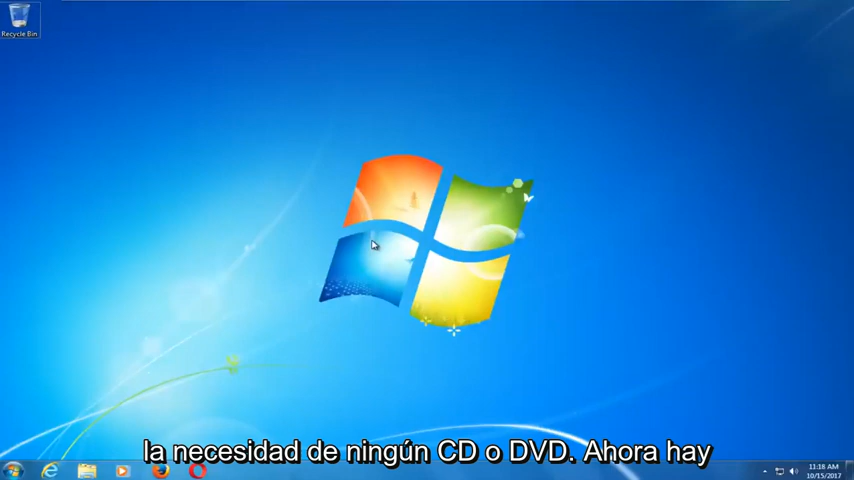 Recycle Bin
la necesidad de ningún CD o DVD. Ahora hay
11:18 AM
10/15/2017